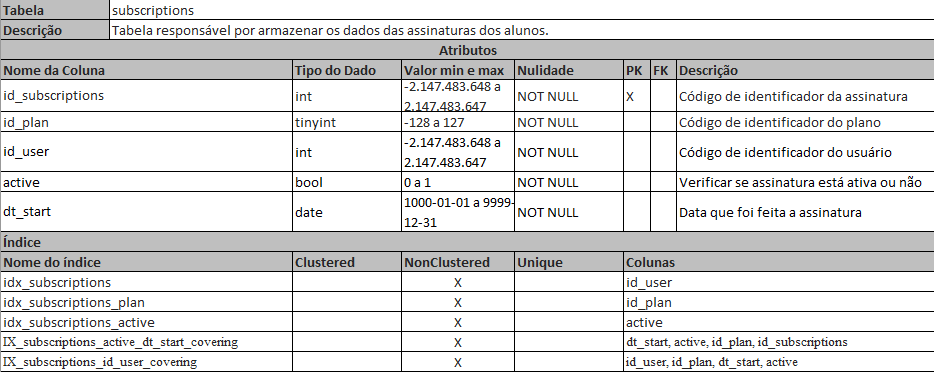 Tabela subscriptions
Descrição Tabela responsável por armazenar os dados das assinaturas dos alunos.
Atributos
Nome da Coluna Tipo do Dado Valor min e max Nulidade PK FK Descrição
id_subscriptions int -2.147.483.648 a 2.147.483.647 NOT NULL X Código de identificador da assinatura
id_plan tinyint -128 a 127 NOT NULL Código de identificador do plano
id_user int -2.147.483.648 a 2.147.483.647 NOT NULL Código de identificador do usuário
active bool 0 a 1 NOT NULL Verificar se assinatura está ativa ou não
dt_start date 1000-01-01 a 9999-12-31 NOT NULL Data que foi feita a assinatura
Índice
Nome do índice Clustered NonClustered Unique Colunas
idx_subscriptions X id_user
idx_subscriptions_plan X id_plan
idx_subscriptions_active X active
IX_subscriptions_active_dt_start_covering X dt_start, active, id_plan, id_subscriptions
IX_subscriptions_id_user_covering X id_user, id_plan, dt_start, active